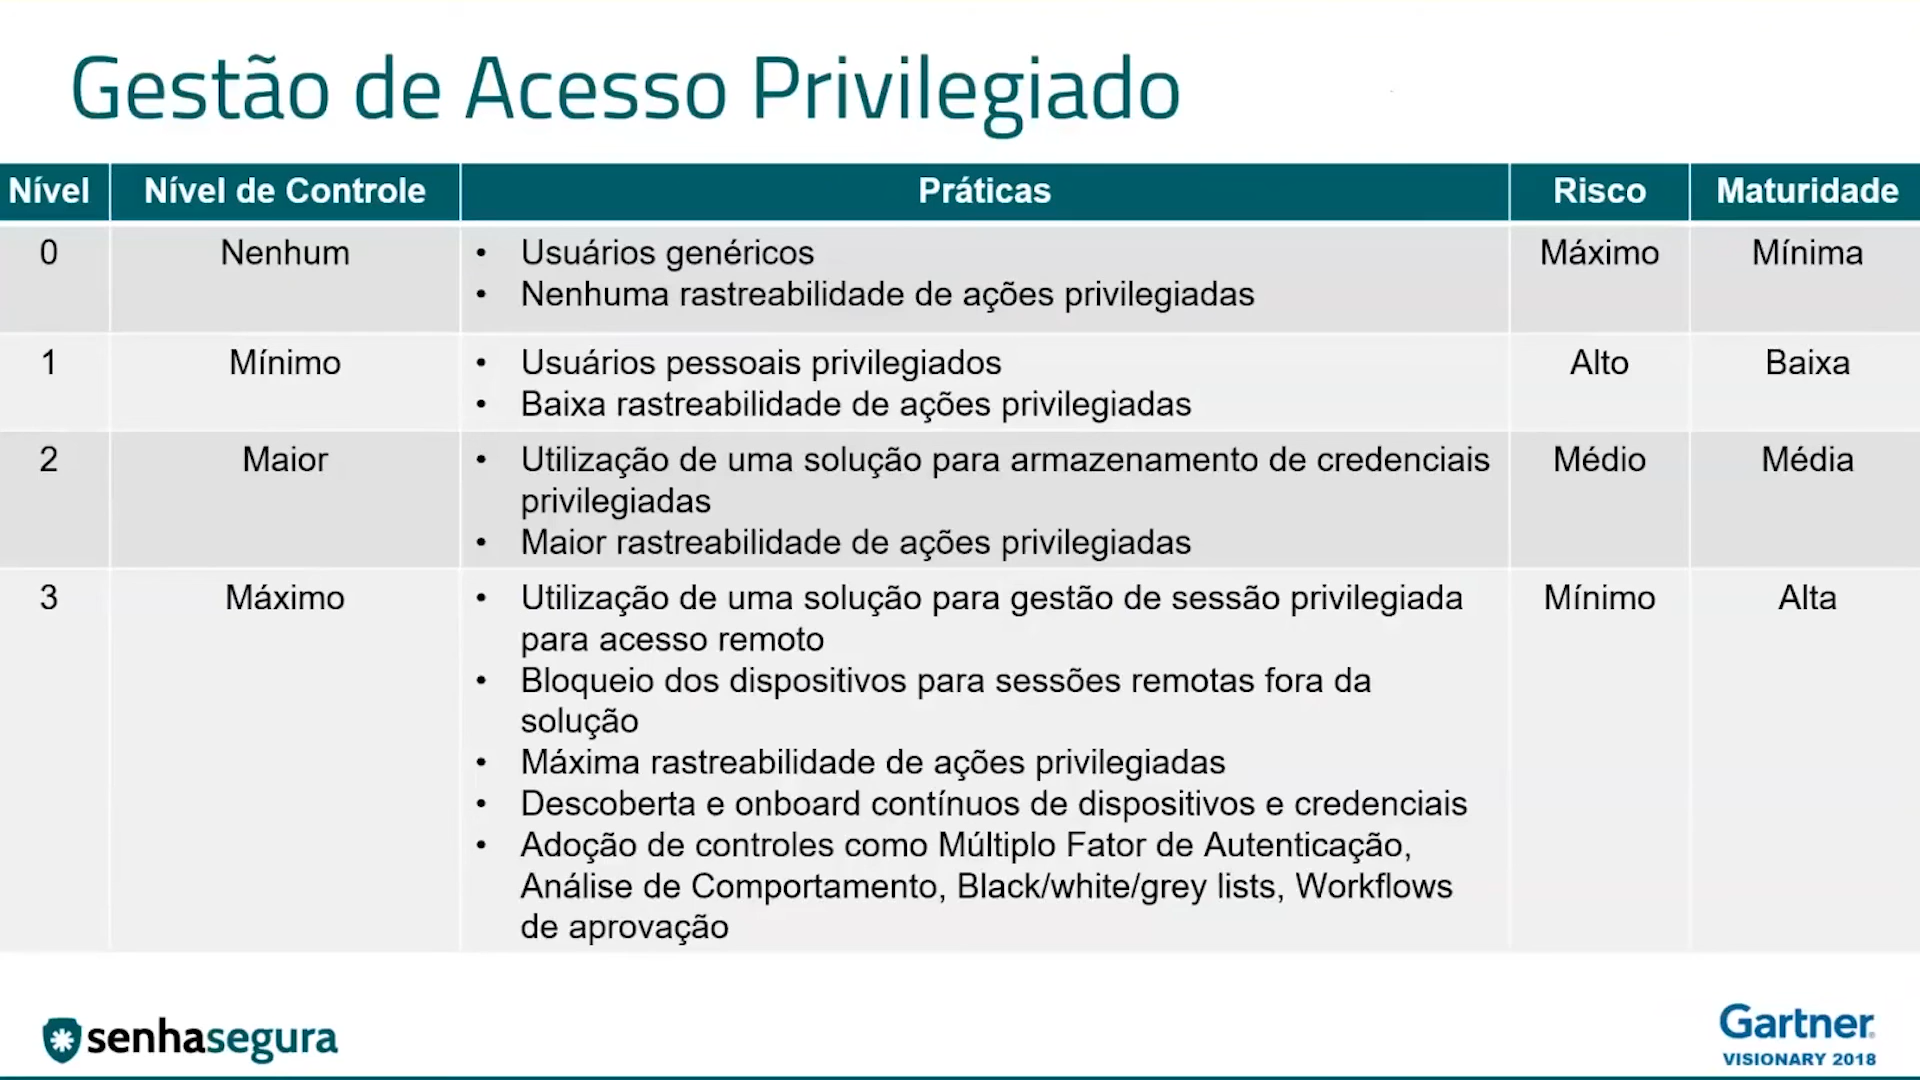 Gestão de Acesso Privilegiado
Nível Nível de Controle Práticas Risco Maturidade
0 Nenhum • Usuários genéricos Máximo Mínima
• Nenhuma rastreabilidade de ações privilegiadas
1 Mínimo • Usuários pessoais privilegiados Alto Baixa
• Baixa rastreabilidade de ações privilegiadas
2 Maior • Utilização de uma solução para armazenamento de credenciais Médio Média
privilegiadas
• Maior rastreabilidade de ações privilegiadas
3 Máximo • Utilização de uma solução para gestão de sessão privilegiada Mínimo Alta
para acesso remoto
• Bloqueio dos dispositivos para sessões remotas fora da
solução
• Máxima rastreabilidade de ações privilegiadas
• Descoberta e onboard contínuos de dispositivos e credenciais
• Adoção de controles como Múltiplo Fator de Autenticação,
Análise de Comportamento, Black/white/grey lists, Workflows
de aprovação
senhasegura
Gartner
VISIONARY 2018